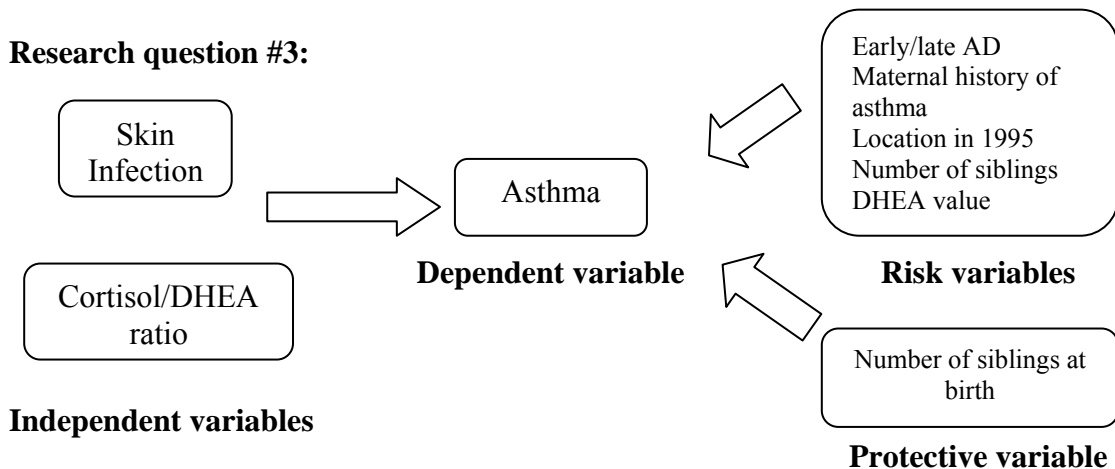 Research question #3:
Skin
Infection
Cortisol/DHEA
ratio
Independent variables
Asthma
Dependent variable
Early/late AD
Maternal history of
asthma
Location in 1995
Number of siblings
DHEA value
Risk variables
Number of siblings at
birth
Protective variable